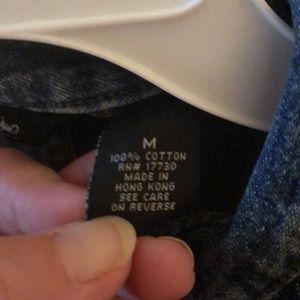 M
100% COTTON
RN# 17730
MADE IN
HONG KONG
SEE CARE
ON REVERSE